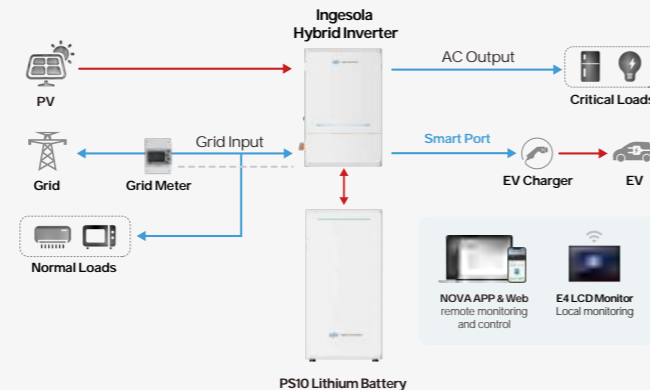 Ingesola
Hybrid Inverter
PV
AC Output
Critical Loads
Grid Input
Smart Port
Grid
Grid Meter
EV Charger
EV
Normal Loads
NOVA APP & Web
remote monitoring
and control
E4 LCD Monitor
Local monitoring
PS10 Lithium Battery